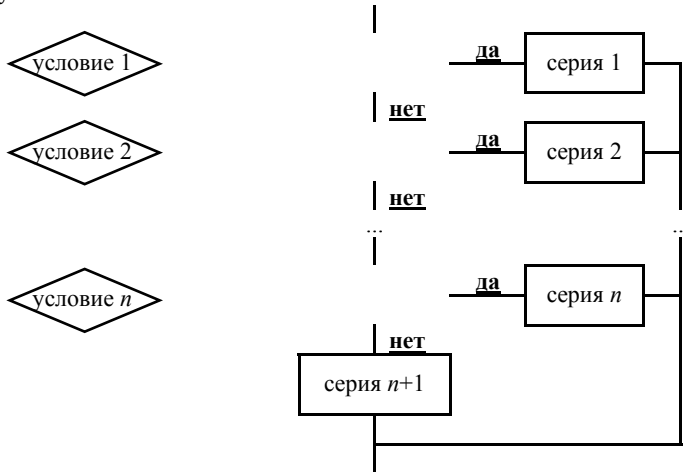 условие 1 да серия 1
нет
условие 2 да серия 2
нет
... ..
условие n да серия n
нет
серия n+1